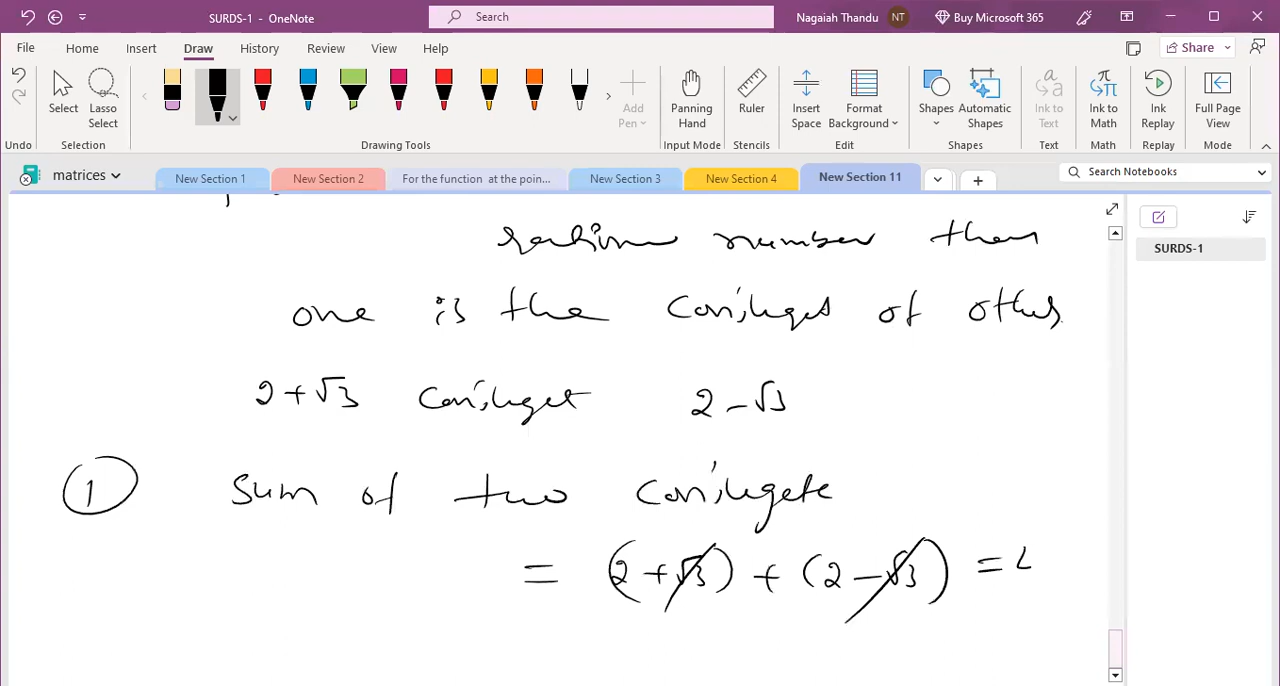 SURDS-1 - OneNote
Search
Nagaiah Thandu NT
Buy Microsoft 365
File Home Insert Draw History Review View Help
Share
Select
Lasso Select
Add Pen
Panning Hand
Ruler
Insert Space
Format Background
Shapes
Automatic Shapes
Ink to Text
Ink to Math
Ink Replay
Full Page View
Undo Selection Drawing Tools Input Mode Stencils Edit Shapes Text Math Replay Mode
matrices New Section 1 New Section 2 For the function at the poin... New Section 3 New Section 4 New Section 11 Search Notebooks
SURDS-1
number then
one is the of other
2+√3 2-√3
① Sum of two conjugate
= (2+√3) + (2-√3) =